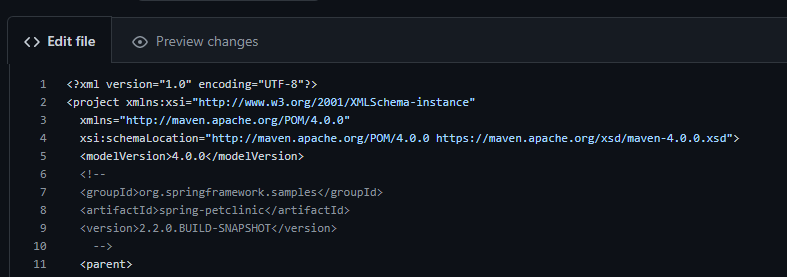 Edit file
Preview changes
1 <?xml version="1.0" encoding="UTF-8"?>
2 <project xmlns:xsi="http://www.w3.org/2001/XMLSchema-instance"
3 xmlns="http://maven.apache.org/POM/4.0.0"
4 xsi:schemaLocation="http://maven.apache.org/POM/4.0.0 https://maven.apache.org/xsd/maven-4.0.0.xsd">
5 <modelVersion>4.0.0</modelVersion>
6 <!--
7 <groupId>org.springframework.samples</groupId>
8 <artifactId>spring-petclinic</artifactId>
9 <version>2.2.0.BUILD-SNAPSHOT</version>
10 -->
11 <parent>